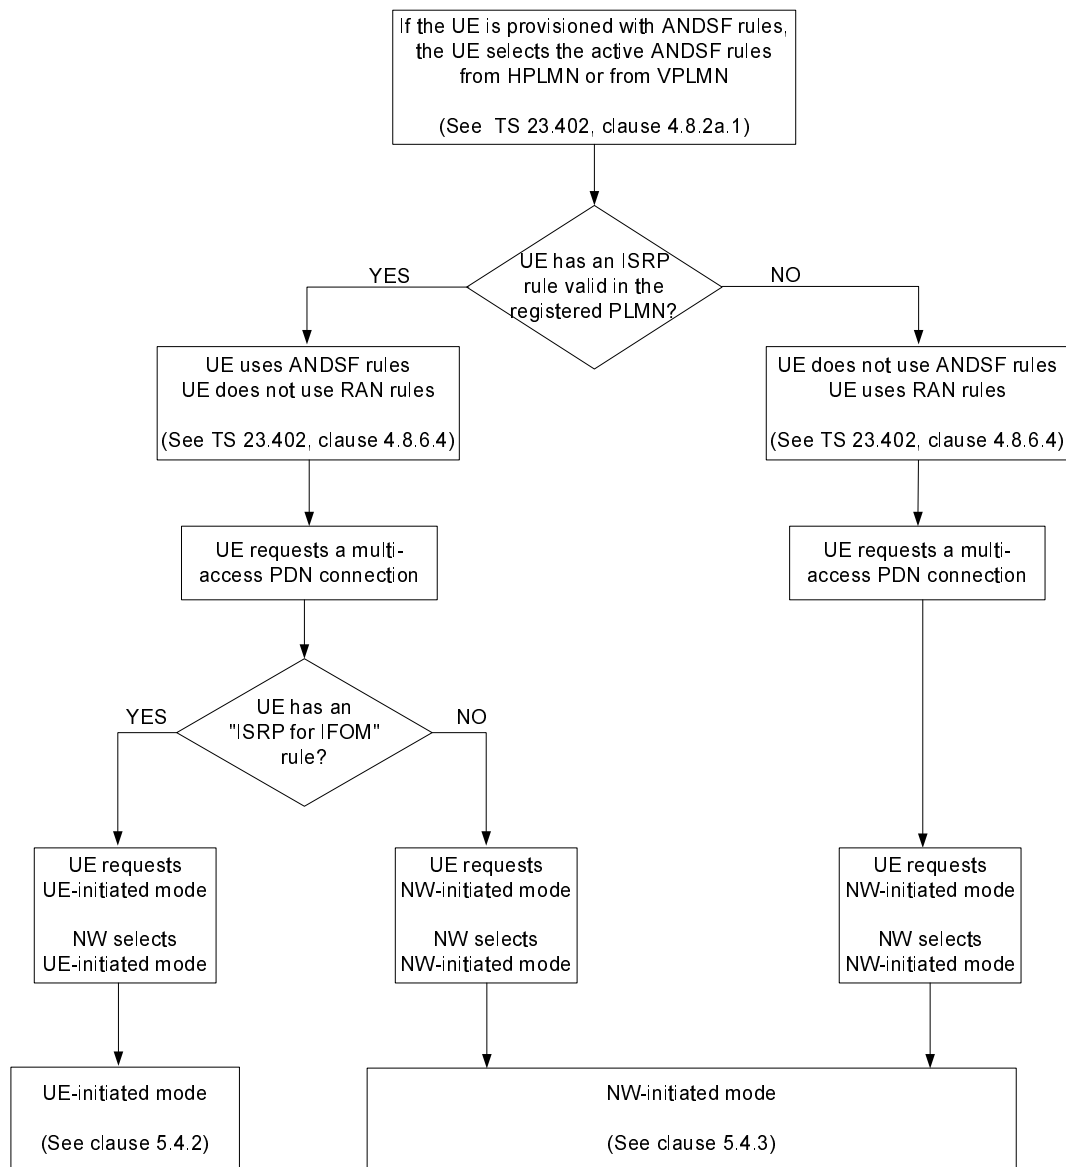 If the UE is provisioned with ANDSF rules,
the UE selects the active ANDSF rules
from HPLMN or from VPLMN
(See TS 23.402, clause 4.8.2a.1)
UE has an ISRP
rule valid in the
registered PLMN?
YES
NO
UE uses ANDSF rules
UE does not use RAN rules
(See TS 23.402, clause 4.8.6.4)
UE does not use ANDSF rules
UE uses RAN rules
(See TS 23.402, clause 4.8.6.4)
UE requests a multi-
access PDN connection
UE requests a multi-
access PDN connection
UE has an
"ISRP for IFOM"
rule?
YES
NO
UE requests
UE-initiated mode
NW selects
UE-initiated mode
UE requests
NW-initiated mode
NW selects
NW-initiated mode
UE requests
NW-initiated mode
NW selects
NW-initiated mode
UE-initiated mode
(See clause 5.4.2)
NW-initiated mode
(See clause 5.4.3)